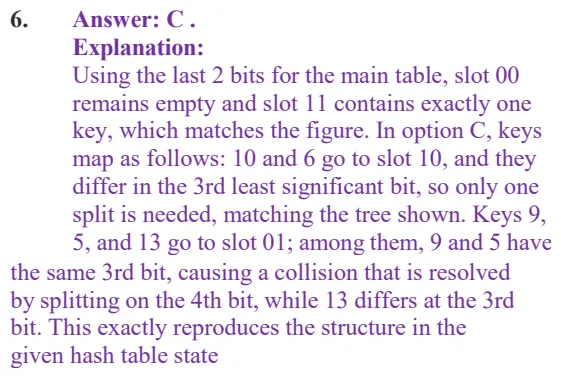 6. Answer: C .
Explanation:
Using the last 2 bits for the main table, slot 00
remains empty and slot 11 contains exactly one
key, which matches the figure. In option C, keys
map as follows: 10 and 6 go to slot 10, and they
differ in the 3rd least significant bit, so only one
split is needed, matching the tree shown. Keys 9,
5, and 13 go to slot 01; among them, 9 and 5 have
the same 3rd bit, causing a collision that is resolved
by splitting on the 4th bit, while 13 differs at the 3rd
bit. This exactly reproduces the structure in the
given hash table state